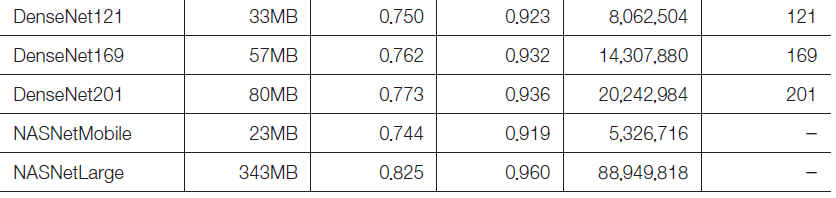 DenseNet121 33MB 0.750 0.923 8,062,504 121
DenseNet169 57MB 0.762 0.932 14,307,880 169
DenseNet201 80MB 0.773 0.936 20,242,984 201
NASNetMobile 23MB 0.744 0.919 5,326,716 –
NASNetLarge 343MB 0.825 0.960 88,949,818 –